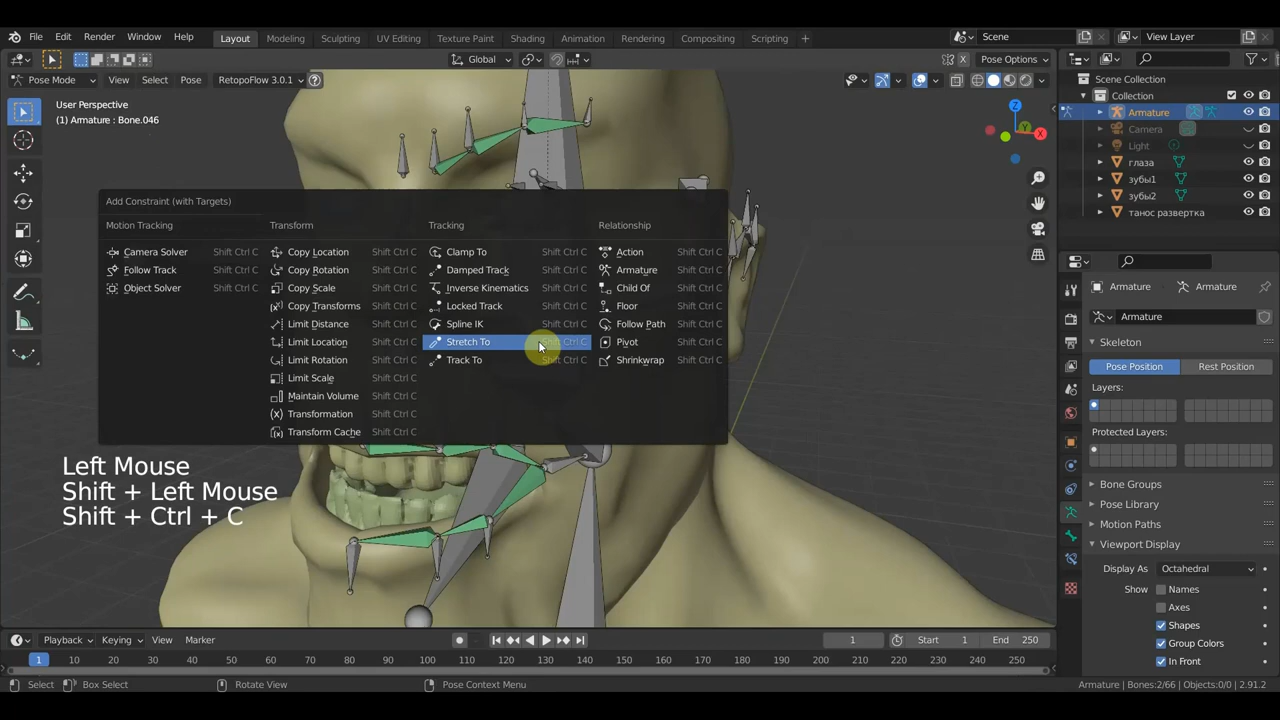 File Edit Render Window Help Layout Modeling Sculpting UV Editing Texture Paint Shading Animation Rendering Compositing Scripting + Scene View Layer
Global Pose Options
Pose Mode View Select Pose RetopoFlow 3.0.1 X
User Perspective
(1) Armature : Bone.046
Z
Y
X
Scene Collection
Collection
Armature
Camera
Light
глаза
зубы1
зубы2
танос развертка
Add Constraint (with Targets)
Motion Tracking Transform Tracking Relationship
Camera Solver Shift Ctrl C Copy Location Shift Ctrl C Clamp To Shift Ctrl C Action Shift Ctrl C
Follow Track Shift Ctrl C Copy Rotation Shift Ctrl C Damped Track Shift Ctrl C Armature Shift Ctrl C
Object Solver Shift Ctrl C Copy Scale Shift Ctrl C Inverse Kinematics Shift Ctrl C Child Of Shift Ctrl C
Copy Transforms Shift Ctrl C Locked Track Shift Ctrl C Floor Shift Ctrl C
Limit Distance Shift Ctrl C Spline IK Shift Ctrl C Follow Path Shift Ctrl C
Limit Location Shift Ctrl C Stretch To Shift Ctrl C Pivot Shift Ctrl C
Limit Rotation Shift Ctrl C Track To Shift Ctrl C Shrinkwrap Shift Ctrl C
Limit Scale Shift Ctrl C
Maintain Volume Shift Ctrl C
Transformation Shift Ctrl C
Transform Cache Shift Ctrl C
Left Mouse
Shift + Left Mouse
Shift + Ctrl + C
Armature Armature
Armature
Skeleton
Pose Position Rest Position
Layers:
Protected Layers:
Bone Groups
Pose Library
Motion Paths
Viewport Display
Display As Octahedral
Show Names
Axes
Shapes
Group Colors
In Front
Playback Keying View Marker 1 Start 1 End 250
1 10 20 30 40 50 60 70 80 90 100 110 120 130 140 150 160 170 180 190 200 210 220 230 240 250
Select Box Select Rotate View Pose Context Menu Armature | Bones:2/66 | Objects:0/0 | 2.91.2